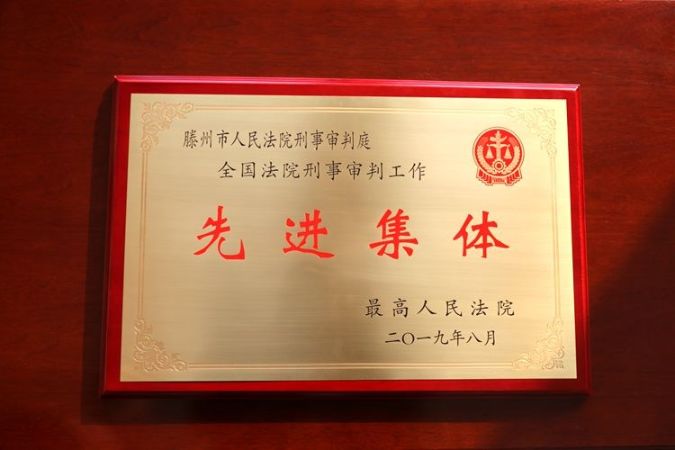 滕州市人民法院刑事审判庭
全国法院刑事审判工作
先进集体
最高人民法院
二〇一九年八月